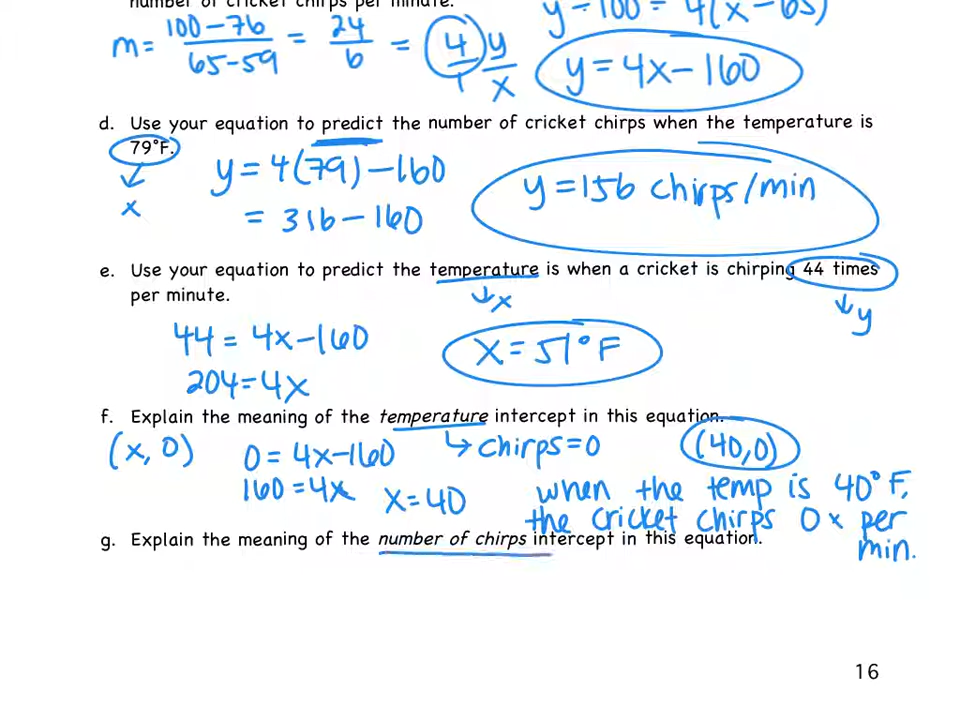 number of cricket chirps per minute.
y - 100 = 4(x - 65)
m = 100 - 76 / 65 - 59 = 24 / 6 = 4 / 1 y / x
y = 4x - 160
d. Use your equation to predict the number of cricket chirps when the temperature is
79°F.
x
y = 4(79) - 160
= 316 - 160
y = 156 chirps/min
e. Use your equation to predict the temperature is when a cricket is chirping 44 times
per minute.
x
y
44 = 4x - 160
204 = 4x
x = 51° F
f. Explain the meaning of the temperature intercept in this equation.
(x, 0)
0 = 4x - 160
160 = 4x
x = 40
↳ chirps = 0
(40, 0)
when the temp is 40° F,
the cricket chirps 0x per
min.
g. Explain the meaning of the number of chirps intercept in this equation.
16